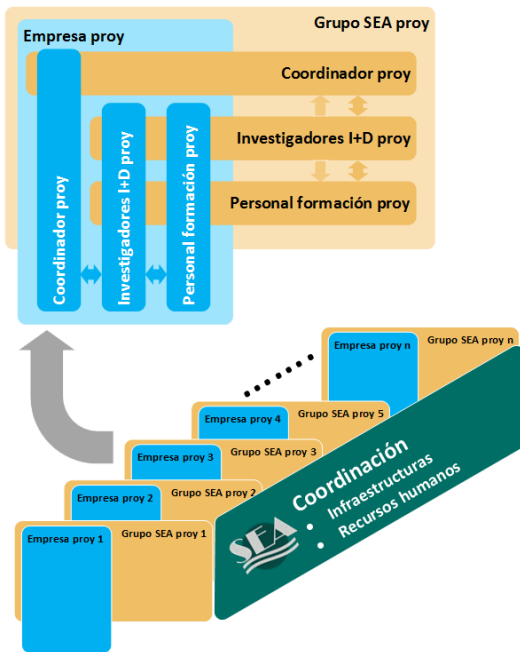 Grupo SEA proy
Empresa proy
Coordinador proy
Investigadores I+D proy
Personal formación proy
Coordinador proy
Investigadores I+D proy
Personal formación proy
Empresa proy n
Grupo SEA proy n
Empresa proy 4
Grupo SEA proy 5
Empresa proy 3
Grupo SEA proy 3
Empresa proy 2
Grupo SEA proy 2
Empresa proy 1
Grupo SEA proy 1
SEA
Coordinación
• Infraestructuras
• Recursos humanos